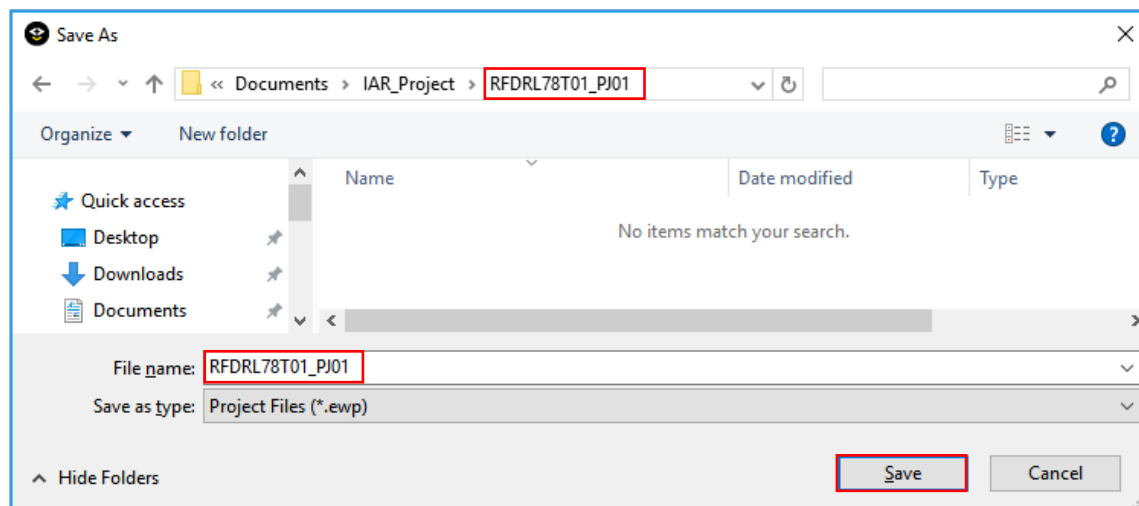 Save As
« Documents › IAR_Project › RFDRL78T01_PJ01
Organize New folder
?
Name Date modified Type
Quick access
No items match your search.
Desktop
Downloads
Documents
File name: RFDRL78T01_PJ01
Save as type: Project Files (*.ewp)
Hide Folders Save Cancel